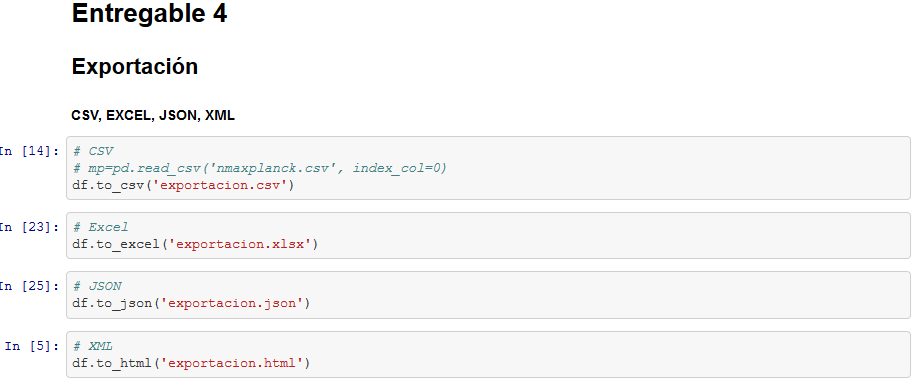 Entregable 4
Exportación
CSV, EXCEL, JSON, XML
In [14]:
# CSV
# mp=pd.read_csv('nmaxplanck.csv', index_col=0)
df.to_csv('exportacion.csv')
In [23]:
# Excel
df.to_excel('exportacion.xlsx')
In [25]:
# JSON
df.to_json('exportacion.json')
In [5]:
# XML
df.to_html('exportacion.html')